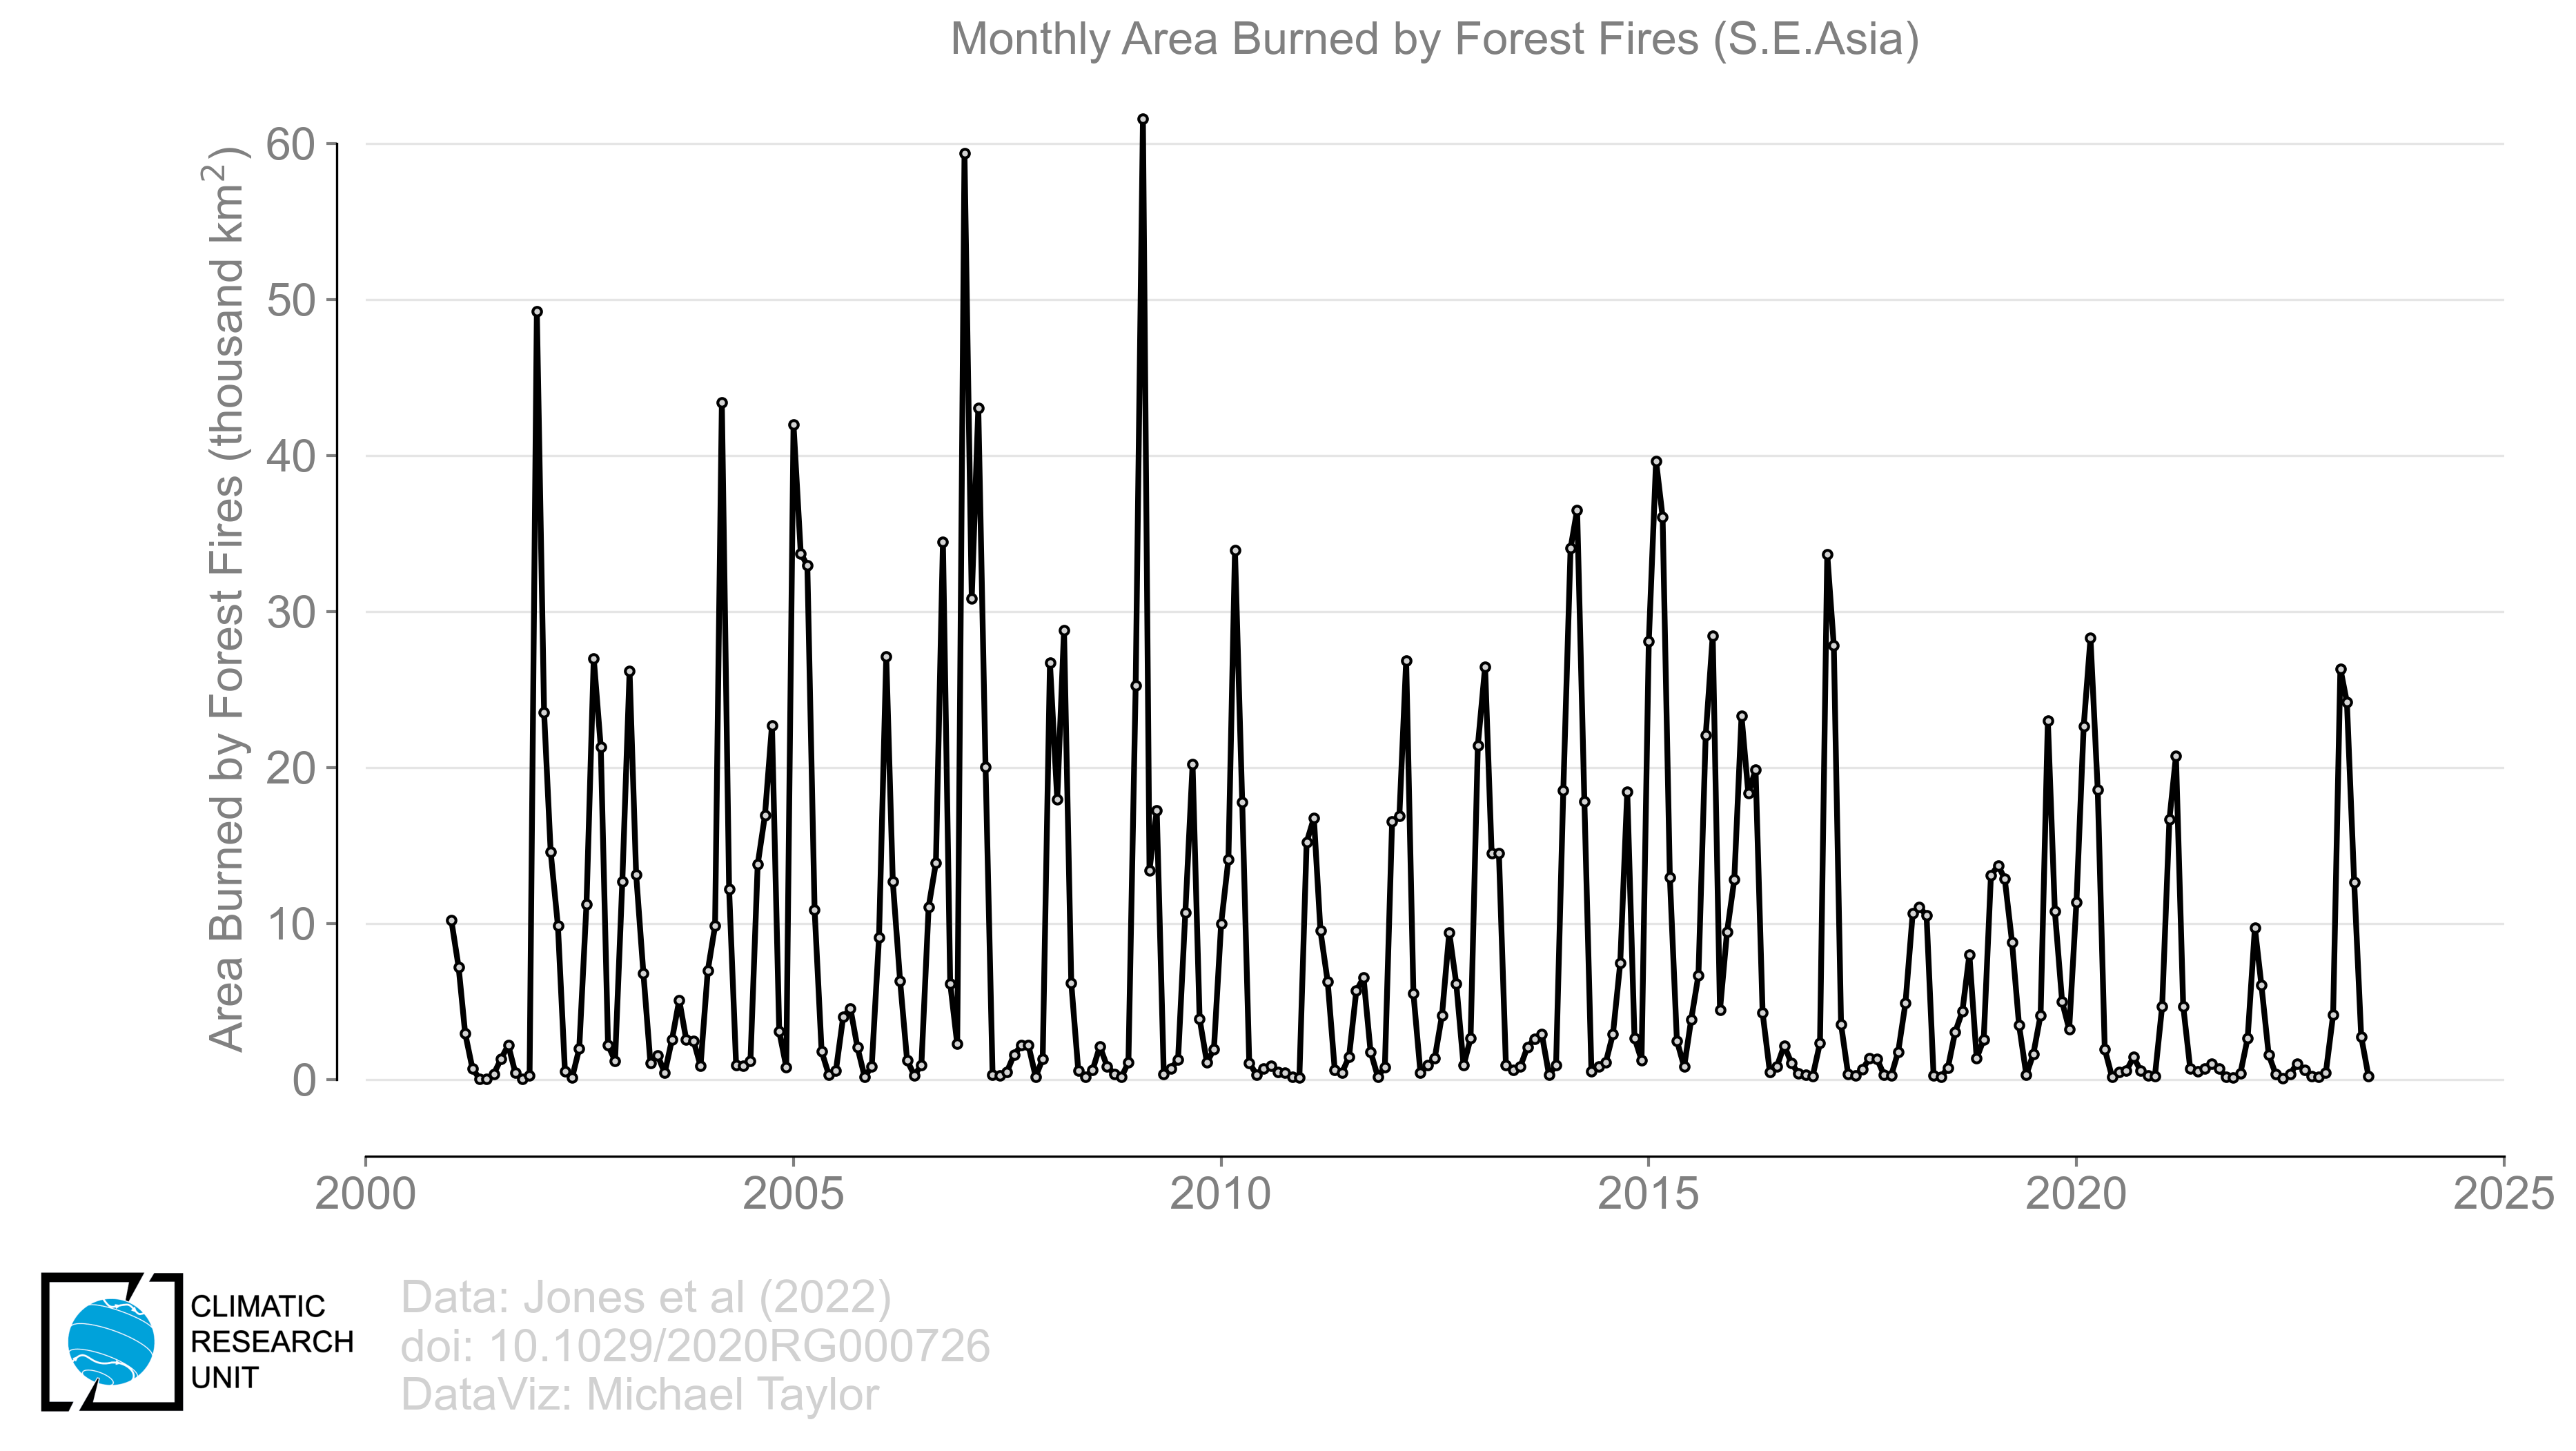 Monthly Area Burned by Forest Fires (S.E.Asia)
Area Burned by Forest Fires (thousand km²)
60
50
40
30
20
10
0
2000 2005 2010 2015 2020 2025
CLIMATIC
RESEARCH
UNIT
Data: Jones et al (2022)
doi: 10.1029/2020RG000726
DataViz: Michael Taylor